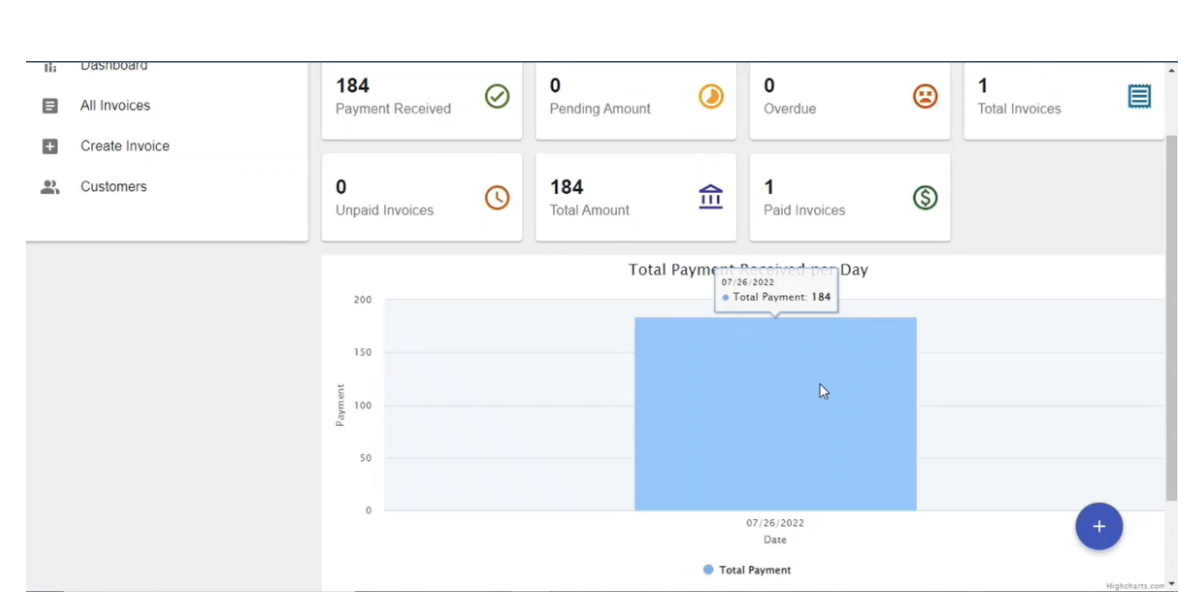 Dashboard
All Invoices
Create Invoice
Customers
184
Payment Received
0
Pending Amount
0
Overdue
1
Total Invoices
0
Unpaid Invoices
184
Total Amount
1
Paid Invoices
Total Payment Received per Day
07/26/2022
Total Payment: 184
200
150
100
50
0
Payment
07/26/2022
Date
Total Payment
Highcharts.com